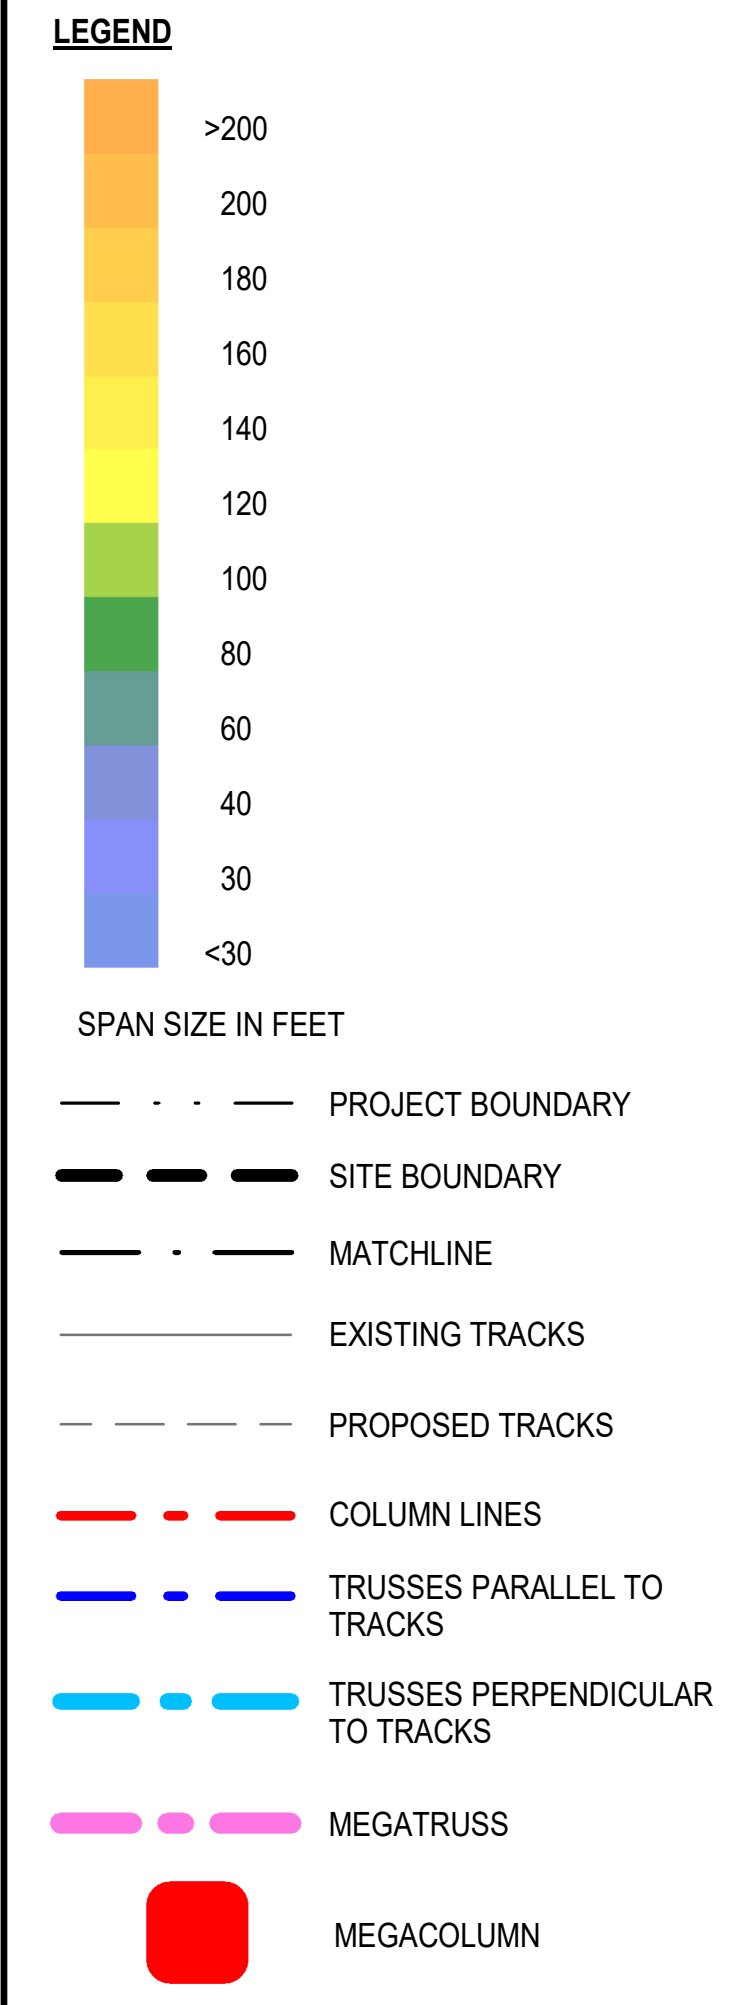 LEGEND
>200
200
180
160
140
120
100
80
60
40
30
<30
SPAN SIZE IN FEET
PROJECT BOUNDARY
SITE BOUNDARY
MATCHLINE
EXISTING TRACKS
PROPOSED TRACKS
COLUMN LINES
TRUSSES PARALLEL TO
TRACKS
TRUSSES PERPENDICULAR
TO TRACKS
MEGATRUSS
MEGACOLUMN